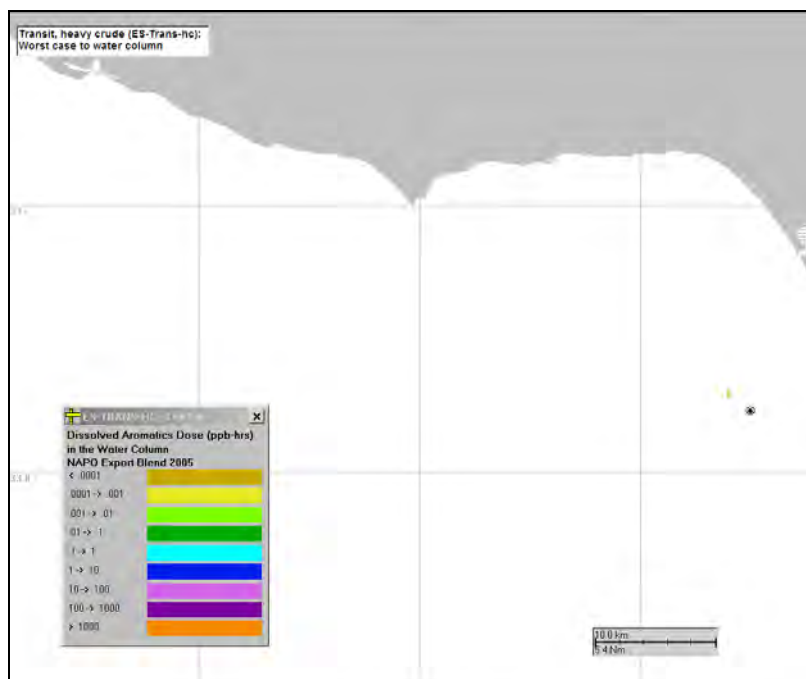 Transit, heavy crude (ES-Trans-hc):
Worst case to water column
Dissolved Aromatics Dose (ppb-hrs)
in the Water Column
NAPO Export Blend 2005
< .0001
.0001 -> .001
.001 -> .01
.01 -> .1
.1 -> 1
1 -> 10
10 -> 100
100 -> 1000
> 1000
10.0 km
5.4 Nm